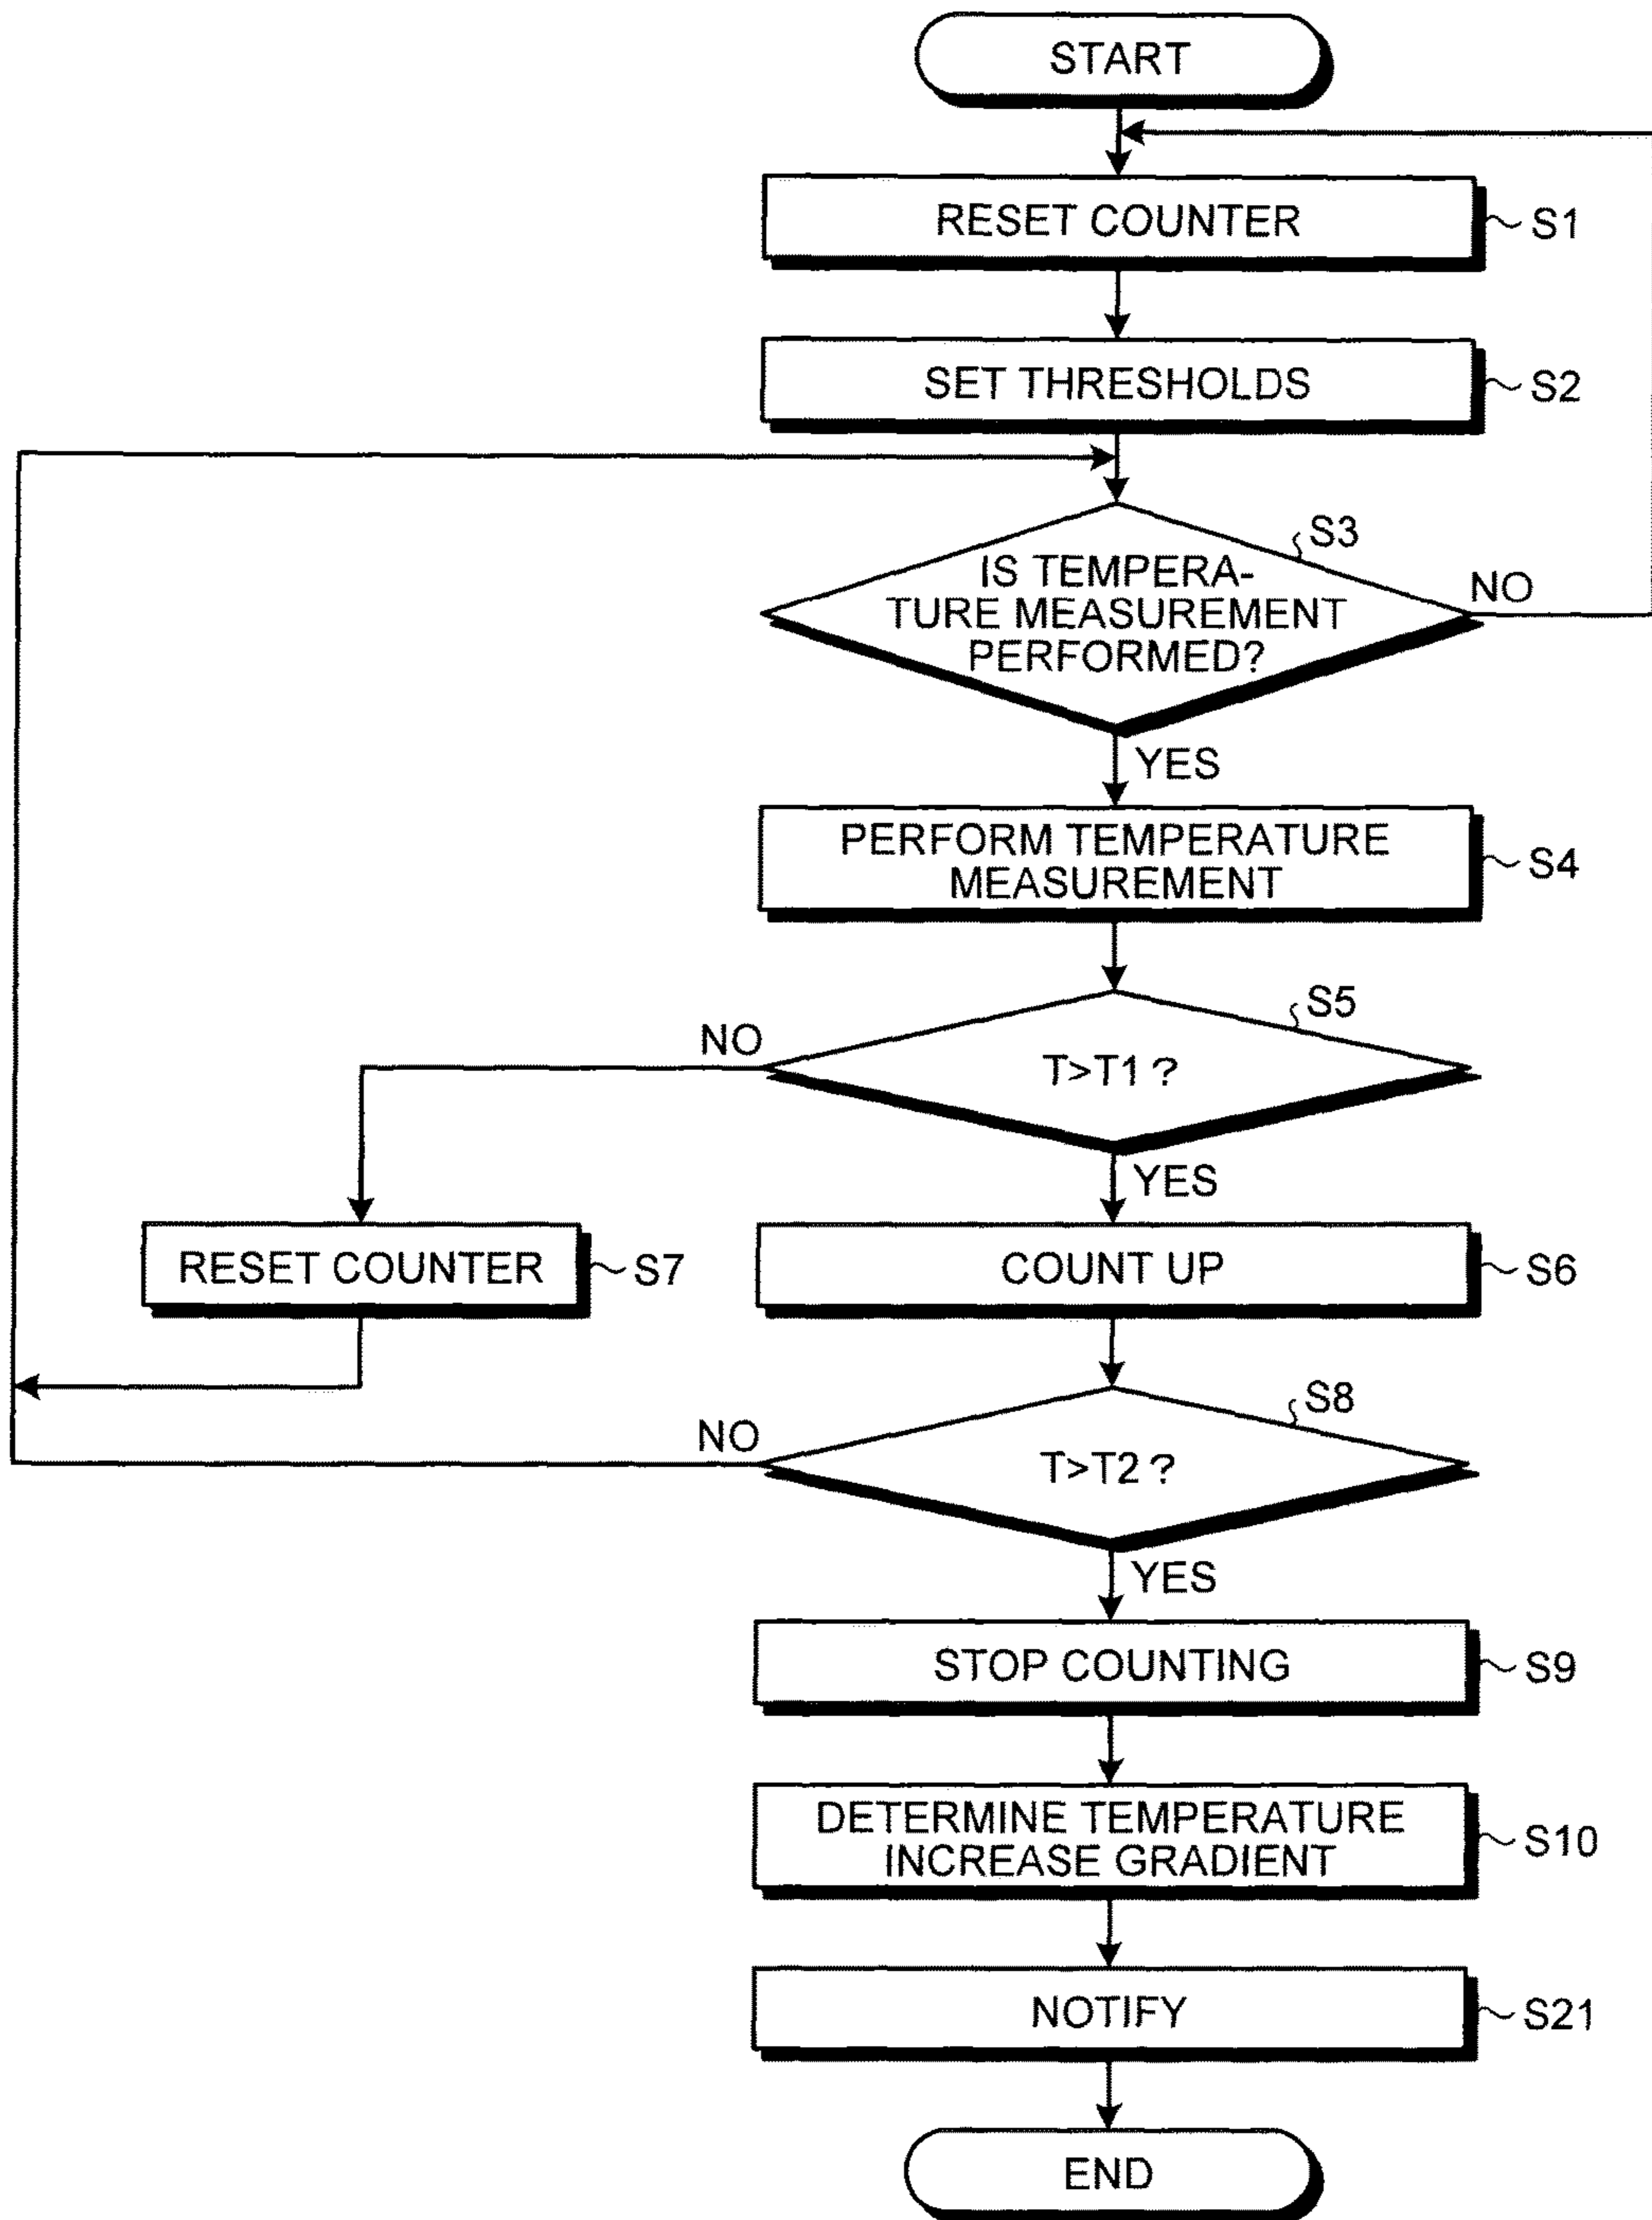 START
RESET COUNTER
S1
SET THRESHOLDS
S2
S3
IS TEMPERA-
TURE MEASUREMENT
PERFORMED?
NO
YES
PERFORM TEMPERATURE
MEASUREMENT
S4
S5
NO
T>T1 ?
YES
RESET COUNTER
S7
COUNT UP
S6
S8
NO
T>T2 ?
YES
STOP COUNTING
S9
DETERMINE TEMPERATURE
INCREASE GRADIENT
S10
NOTIFY
S21
END